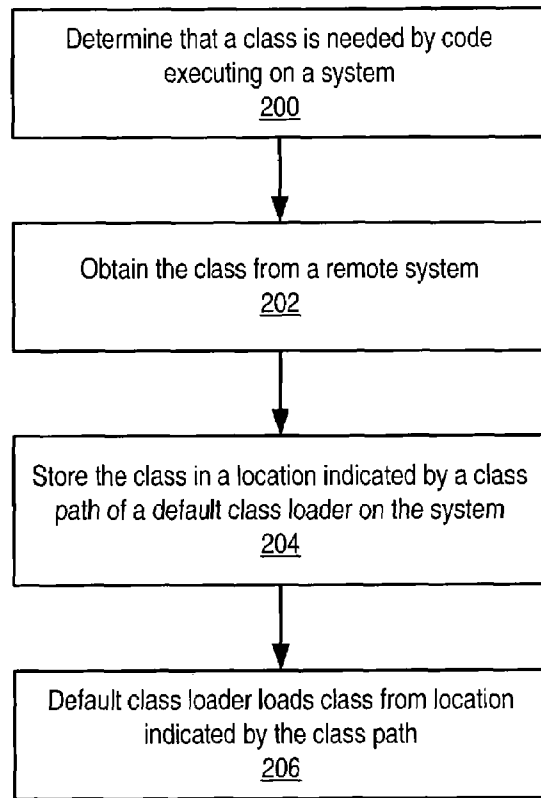 Determine that a class is needed by code
executing on a system
200
Obtain the class from a remote system
202
Store the class in a location indicated by a class
path of a default class loader on the system
204
Default class loader loads class from location
indicated by the class path
206